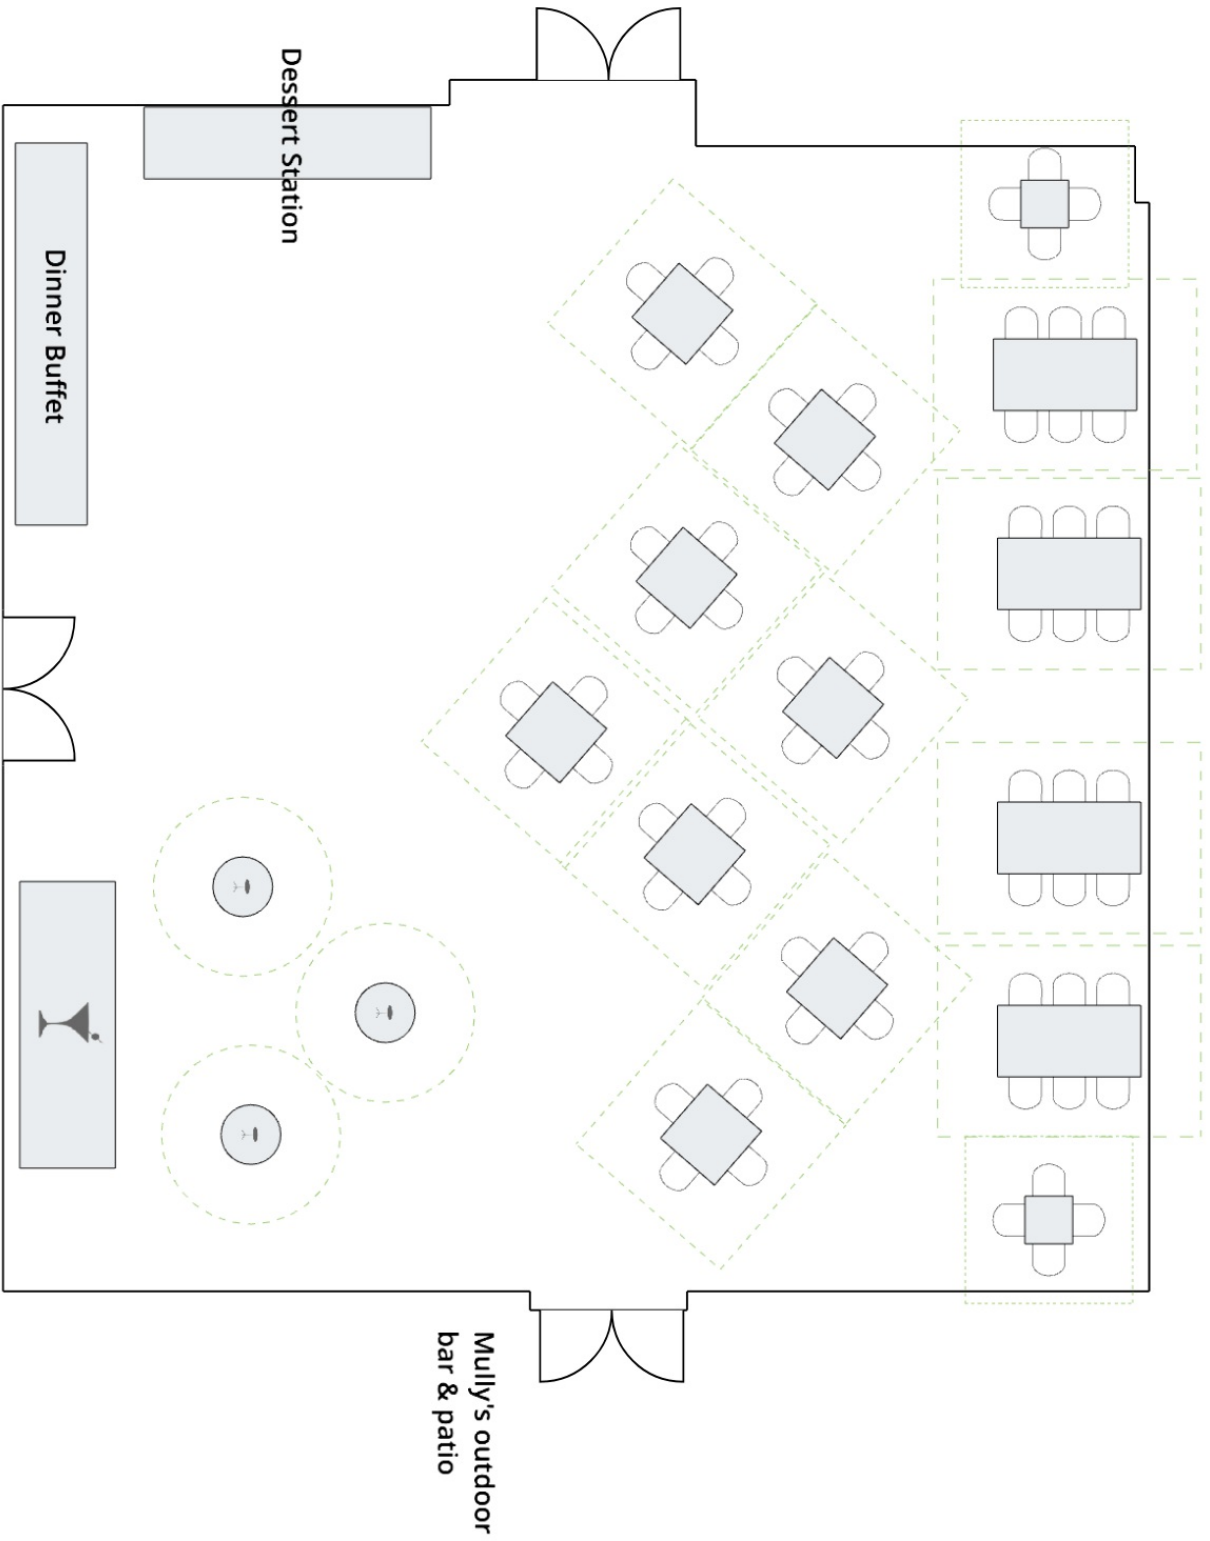 Dessert Station
Dinner Buffet
Mully's outdoor
bar & patio